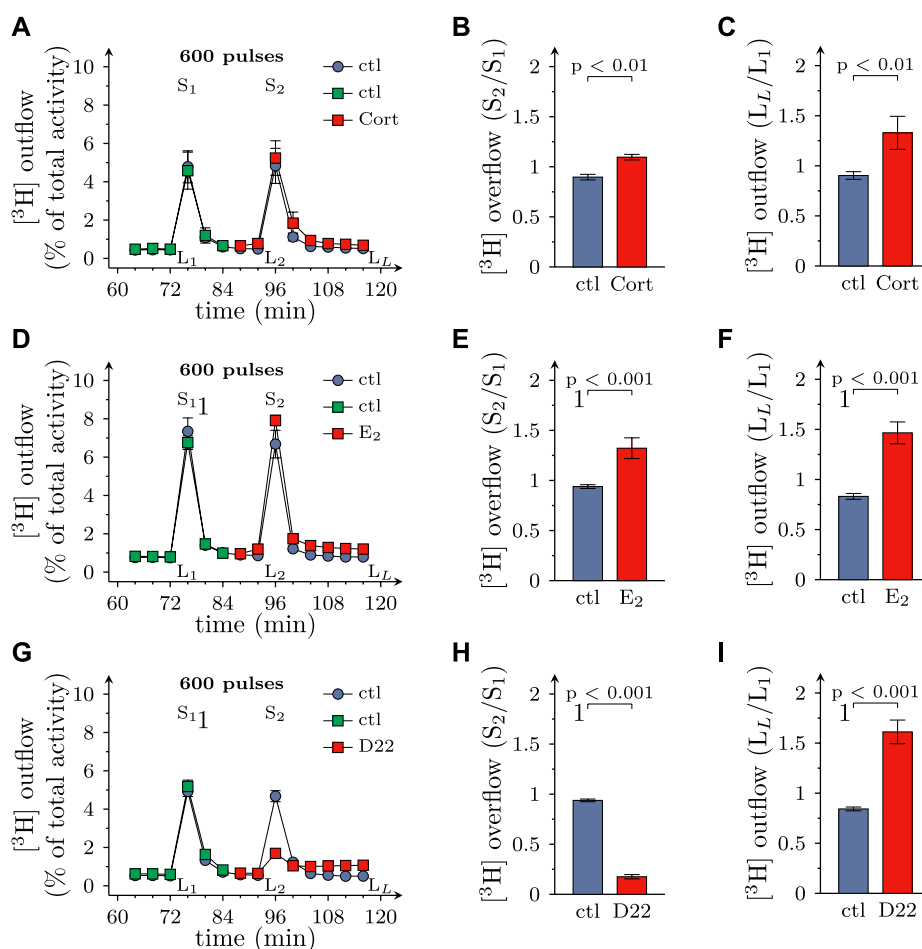 A
600 pulses
S1 S2
ctl
ctl
Cort
[³H] outflow
(% of total activity)
10
8
6
4
2
0
L1 L2 LL
60 72 84 96 108 120
time (min)
B
[³H] overflow (S2/S1)
p < 0.01
2
1.5
1
0.5
0
ctl Cort
C
[³H] outflow (LL/L1)
p < 0.01
2
1.5
1
0.5
0
ctl Cort
D
600 pulses
S1 1 S2
ctl
ctl
E2
[³H] outflow
(% of total activity)
10
8
6
4
2
0
L1 L2 LL
60 72 84 96 108 120
time (min)
E
[³H] overflow (S2/S1)
p < 0.001
1
2
1.5
1
0.5
0
ctl E2
F
[³H] outflow (LL/L1)
p < 0.001
1
2
1.5
1
0.5
0
ctl E2
G
600 pulses
S1 1 S2
ctl
ctl
D22
[³H] outflow
(% of total activity)
10
8
6
4
2
0
L1 L2 LL
60 72 84 96 108 120
time (min)
H
[³H] overflow (S2/S1)
p < 0.001
1
2
1.5
1
0.5
0
ctl D22
I
[³H] outflow (LL/L1)
p < 0.001
1
2
1.5
1
0.5
0
ctl D22